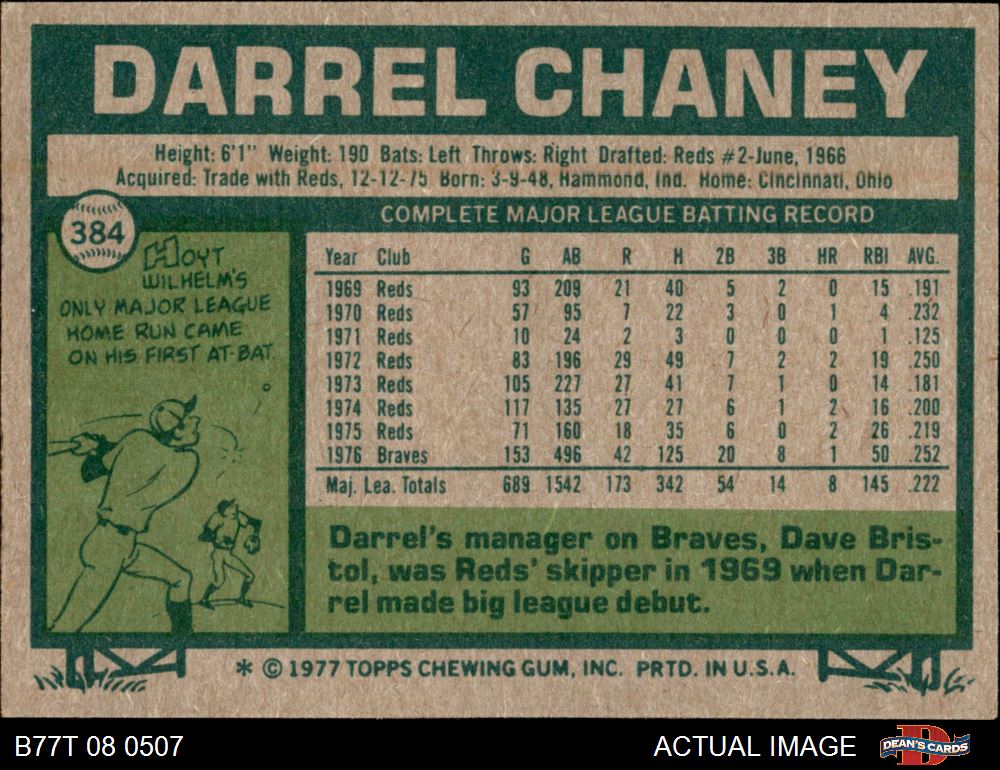 DARREL CHANEY
Height: 6'1" Weight: 190 Bats: Left Throws: Right Drafted: Reds #2-June, 1966
Acquired: Trade with Reds, 12-12-75 Born: 3-9-48, Hammond, Ind. Home: Cincinnati, Ohio
384
COMPLETE MAJOR LEAGUE BATTING RECORD
HOYT
WILHELM'S
ONLY MAJOR LEAGUE
HOME RUN CAME
ON HIS FIRST AT-BAT.
Year Club G AB R H 2B 3B HR RBI AVG.
1969 Reds 93 209 21 40 5 2 0 15 .191
1970 Reds 57 95 7 22 3 0 1 4 .232
1971 Reds 10 24 2 3 0 0 0 1 .125
1972 Reds 83 196 29 49 7 2 2 19 .250
1973 Reds 105 227 27 41 7 1 0 14 .181
1974 Reds 117 135 27 27 6 1 2 16 .200
1975 Reds 71 160 18 35 6 0 2 26 .219
1976 Braves 153 496 42 125 20 8 1 50 .252
Maj. Lea. Totals 689 1542 173 342 54 14 8 145 .222
Darrel's manager on Braves, Dave Bris-
tol, was Reds' skipper in 1969 when Dar-
rel made big league debut.
* © 1977 TOPPS CHEWING GUM, INC. PRTD. IN U.S.A.
B77T 08 0507
ACTUAL IMAGE
D
DEAN'S CARDS